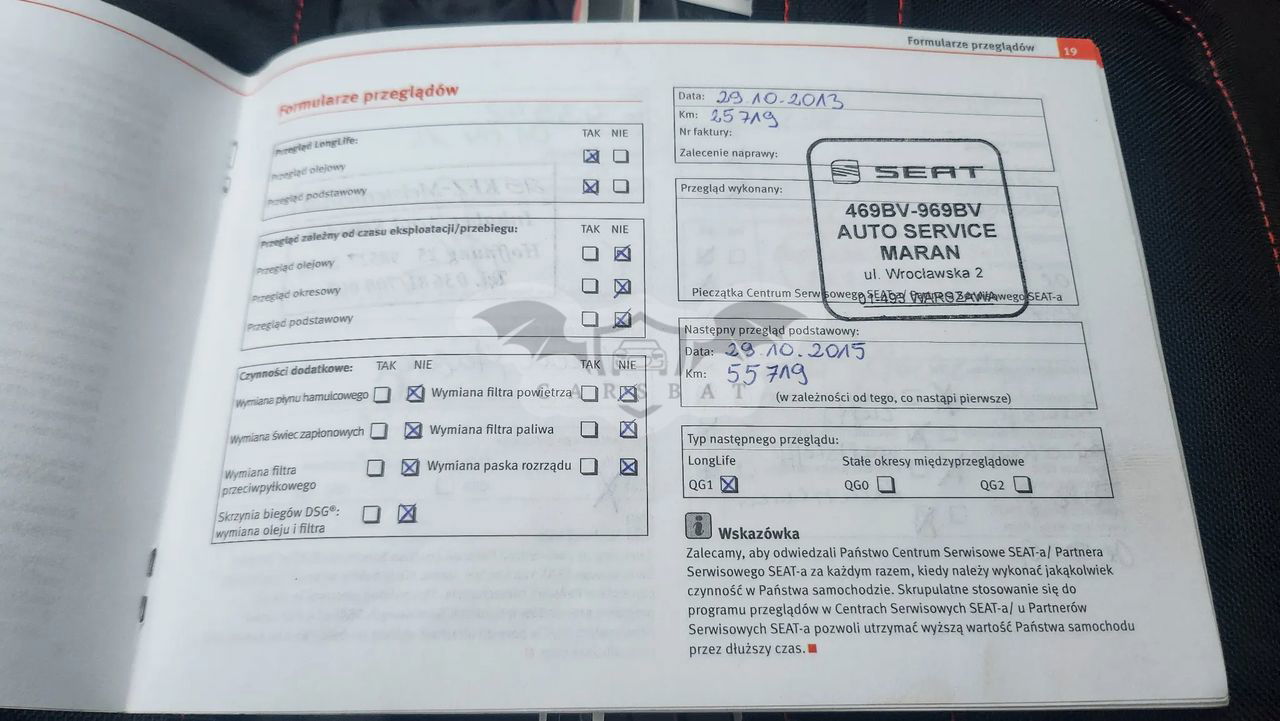 Formularze przeglądów 19
Formularze przeglądów
TAK NIE
Przegląd LongLife:
Przegląd olejowy
Przegląd podstawowy
TAK NIE
Przegląd zależny od czasu eksploatacji/przebiegu:
Przegląd olejowy
Przegląd okresowy
Przegląd podstawowy
Czynności dodatkowe: TAK NIE TAK NIE
Wymiana płynu hamulcowego Wymiana filtra powietrza
Wymiana świec zapłonowych Wymiana filtra paliwa
Wymiana filtra Wymiana paska rozrządu
przeciwpyłkowego
Skrzynia biegów DSG®:
wymiana oleju i filtra
Data: 29.10.2013
Km: 25719
Nr faktury:
Zalecenie naprawy:
Przegląd wykonany:
SEAT
469BV-969BV
AUTO SERVICE
MARAN
ul. Wrocławska 2
01-493 WARSZAWA
Pieczątka Centrum Serwisowego SEAT-a/ Partnera Serwisowego SEAT-a
Następny przegląd podstawowy:
Data: 29.10.2015
Km: 55719
(w zależności od tego, co nastąpi pierwsze)
Typ następnego przeglądu:
LongLife Stałe okresy międzyprzeglądowe
QG1 QG0 QG2
Wskazówka
Zalecamy, aby odwiedzali Państwo Centrum Serwisowe SEAT-a/ Partnera
Serwisowego SEAT-a za każdym razem, kiedy należy wykonać jakąkolwiek
czynność w Państwa samochodzie. Skrupulatne stosowanie się do
programu przeglądów w Centrach Serwisowych SEAT-a/ u Partnerów
Serwisowych SEAT-a pozwoli utrzymać wyższą wartość Państwa samochodu
przez dłuższy czas.
CARSBAT